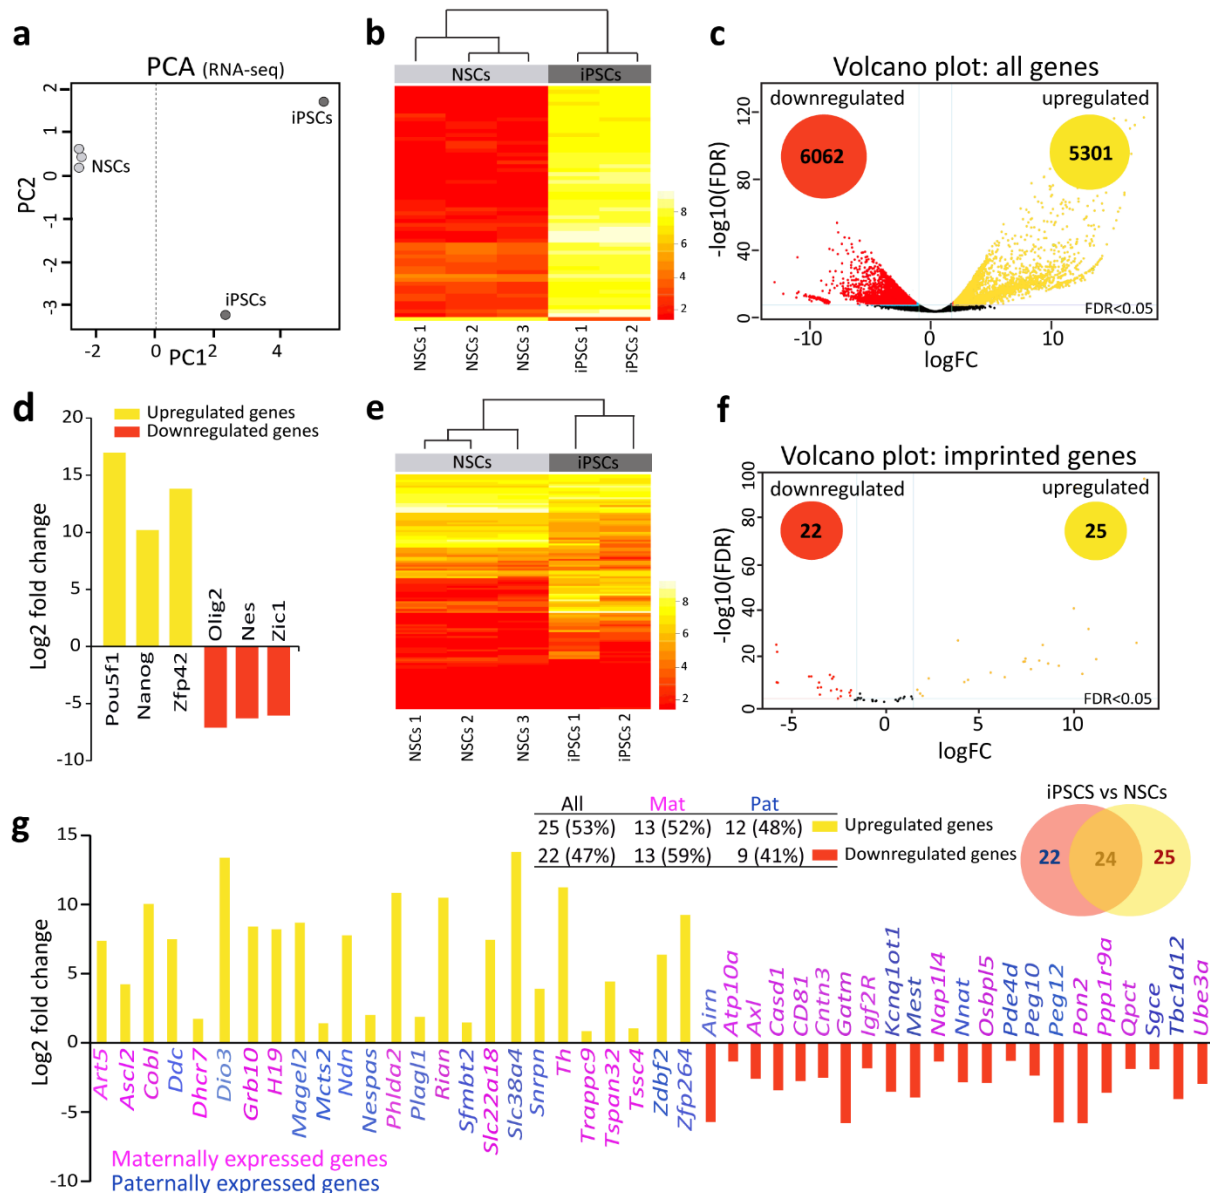 a
PCA (RNA-seq)
2
1
0
-1
-2
-3
PC2
iPSCs
NSCs
iPSCs
-2
0
2
4
PC1
b
NSCs
iPSCs
8
6
4
2
NSCs 1
NSCs 2
NSCs 3
iPSCs 1
iPSCs 2
c
Volcano plot: all genes
downregulated
upregulated
6062
5301
120
80
40
0
-log10(FDR)
FDR<0.05
-10
0
10
logFC
d
Upregulated genes
Downregulated genes
20
15
10
5
0
-5
-10
Log2 fold change
Pou5f1
Nanog
Zfp42
Olig2
Nes
Zic1
e
NSCs
iPSCs
8
6
4
2
NSCs 1
NSCs 2
NSCs 3
iPSCs 1
iPSCs 2
f
Volcano plot: imprinted genes
downregulated
upregulated
22
25
100
80
60
40
20
0
-log10(FDR)
FDR<0.05
-5
0
5
10
logFC
g
All Mat Pat
25 (53%) 13 (52%) 12 (48%) Upregulated genes
22 (47%) 13 (59%) 9 (41%) Downregulated genes
iPSCS vs NSCs
22
24
25
15
10
5
0
-5
-10
Log2 fold change
Art5
Ascl2
Cobl
Ddc
Dhcr7
Dio3
Grb10
H19
Magel2
Mcts2
Ndn
Nespas
Phlda2
Plagl1
Rian
Sfmbt2
Slc22a18
Slc38a4
Snrpn
Th
Trappc9
Tspan32
Tssc4
Zdbf2
Zfp264
Airn
Atp10a
Axl
Casd1
CD81
Cntn3
Gatm
Igf2R
Kcnq1ot1
Mest
Nap1l4
Nnat
Osbpl5
Pde4d
Peg10
Peg12
Pon2
Ppp1r9a
Qpct
Sgce
Tbc1d12
Ube3a
Maternally expressed genes
Paternally expressed genes